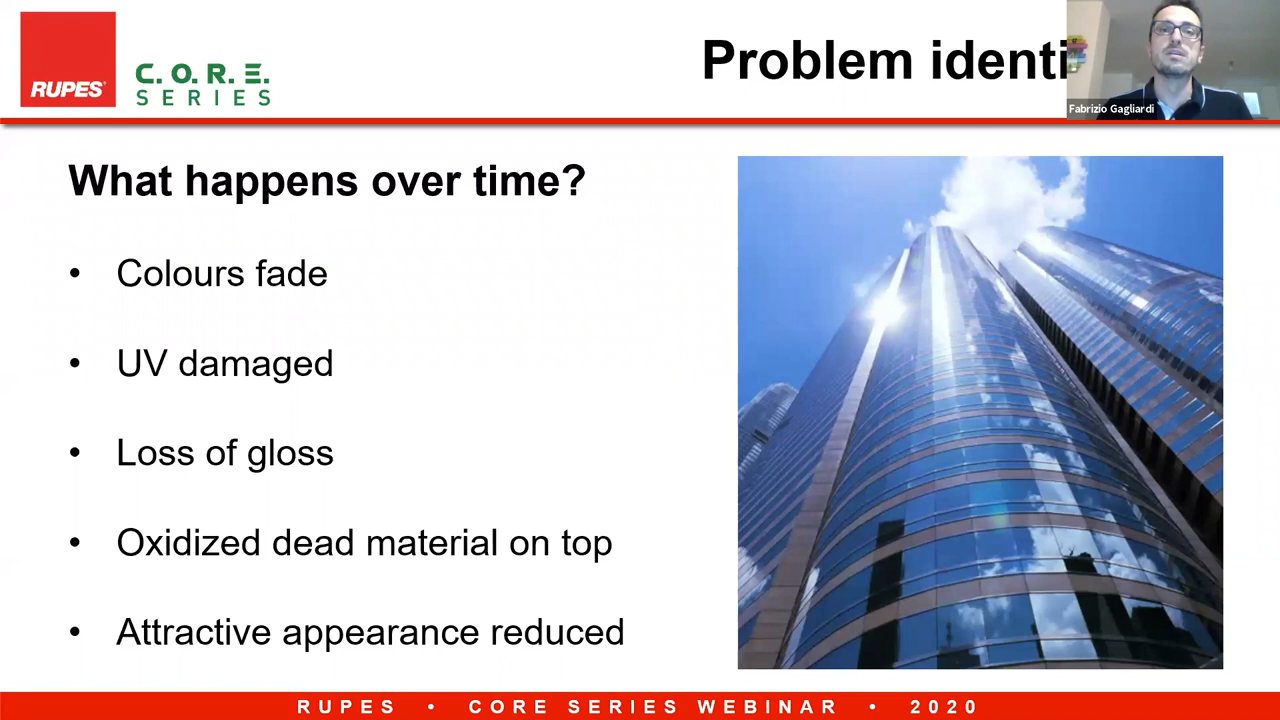 RUPES
C.O.R.E.
SERIES
Problem identi
Fabrizio Gagliardi
What happens over time?
• Colours fade
• UV damaged
• Loss of gloss
• Oxidized dead material on top
• Attractive appearance reduced
RUPES • CORE SERIES WEBINAR • 2020